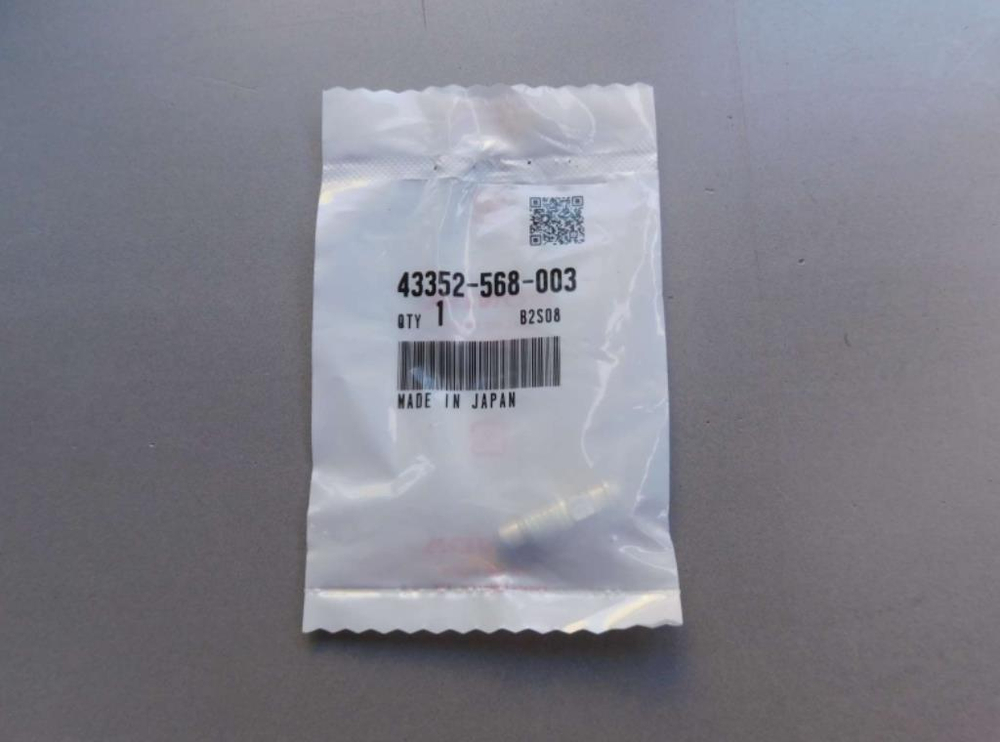 43352-568-003
QTY 1 B2S08
MADE IN JAPAN